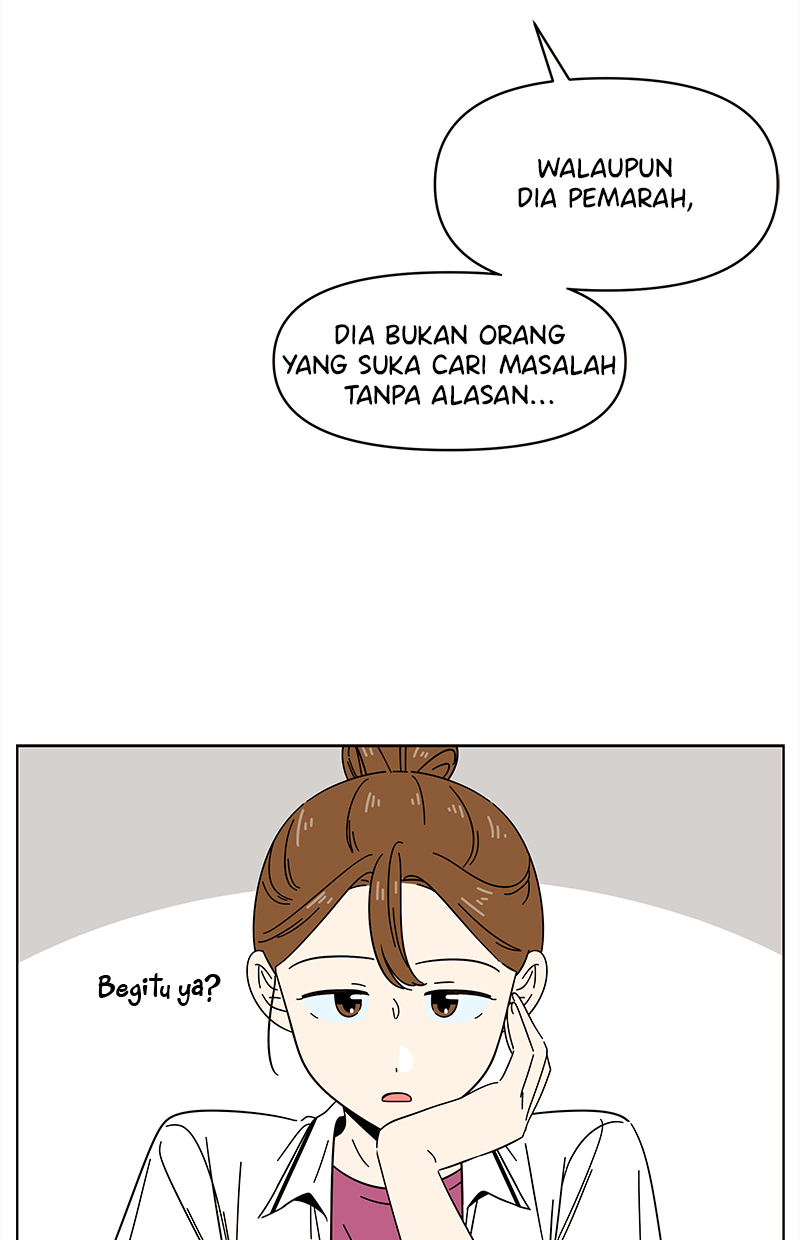 WALAUPUN
DIA PEMARAH,
DIA BUKAN ORANG
YANG SUKA CARI MASALAH
TANPA ALASAN...
Begitu ya?